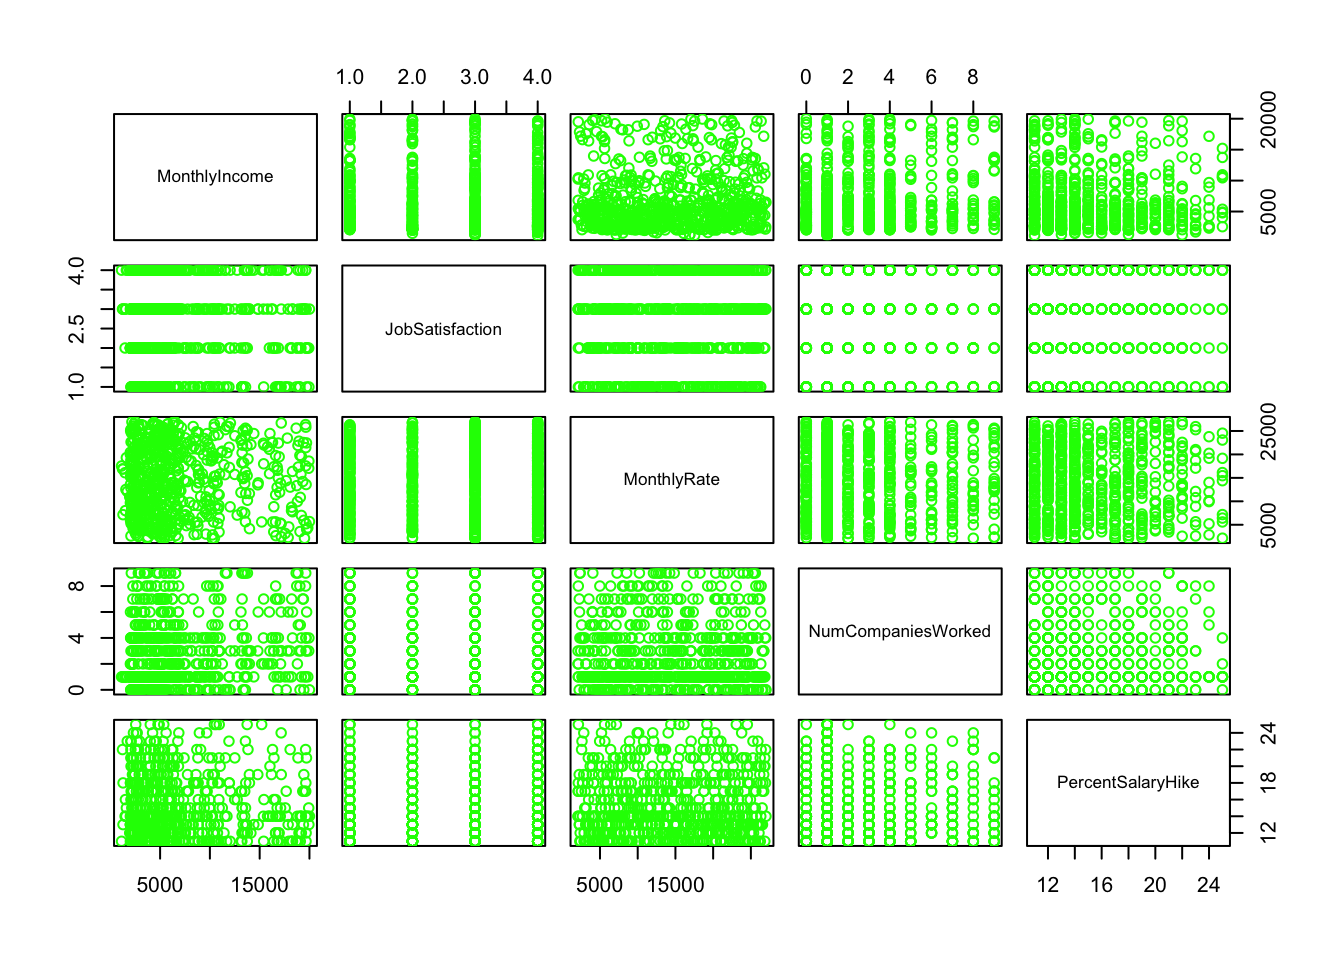 1.0 2.0 3.0 4.0
0 2 4 6 8
MonthlyIncome
5000 20000
1.0 2.5 4.0
JobSatisfaction
MonthlyRate
5000 25000
0 4 8
NumCompaniesWorked
PercentSalaryHike
12 18 24
5000 15000
5000 15000
12 16 20 24